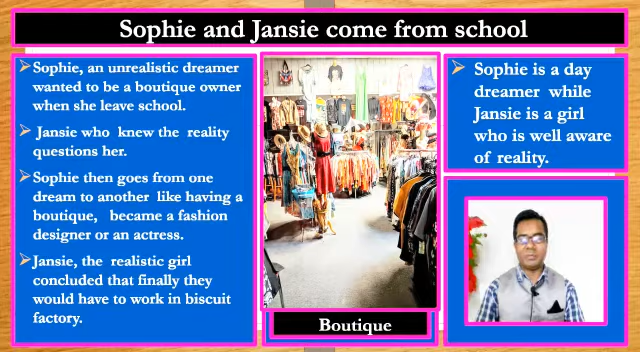 Sophie and Jansie come from school
Sophie, an unrealistic dreamer
wanted to be a boutique owner
when she leave school.
Jansie who knew the reality
questions her.
Sophie then goes from one
dream to another like having a
boutique, became a fashion
designer or an actress.
Jansie, the realistic girl
concluded that finally they
would have to work in biscuit
factory.
Boutique
Sophie is a day
dreamer while
Jansie is a girl
who is well aware
of reality.